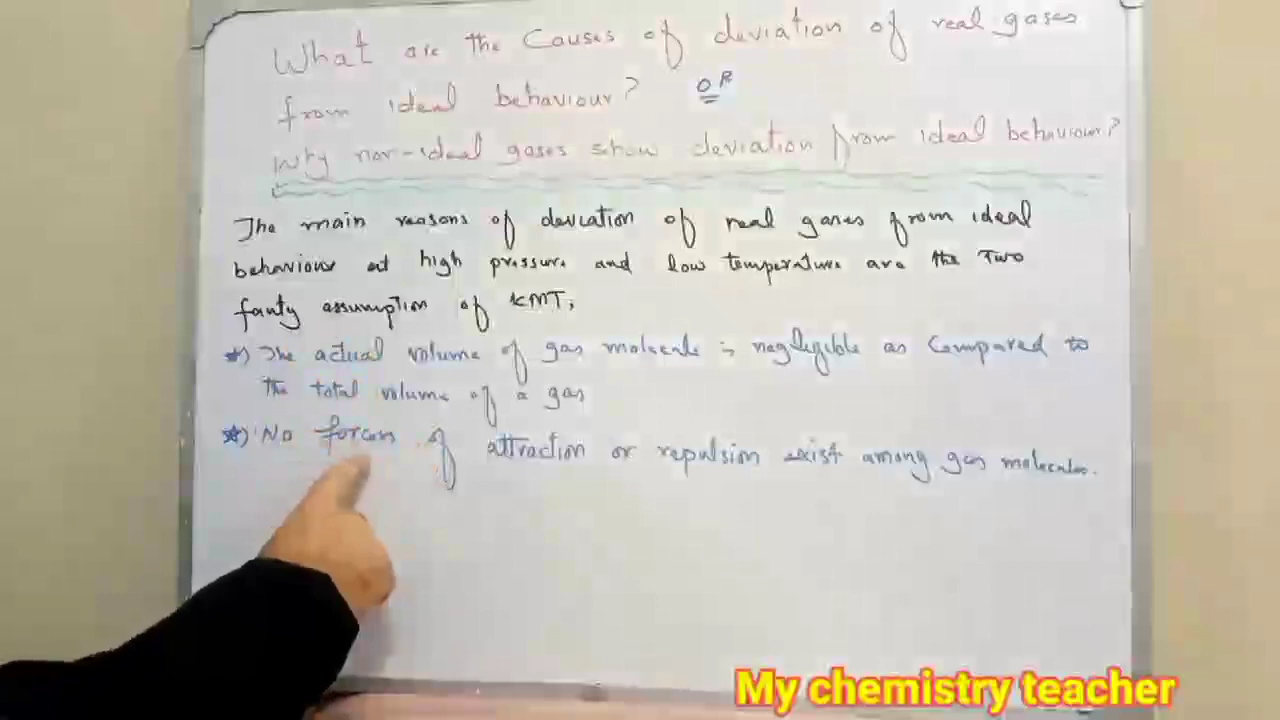 What are the Causes of deviation of real gases
from ideal behaviour? OR
Why non-ideal gases show deviation from ideal behaviour?
The main reasons of deviation of real gases from ideal
behaviour at high pressure and low temperature are the Two
faulty assumption of KMT,
*) The actual volume of gas molecule is negligible as Compared to
the total volume of a gas
*) No forces of attraction or repulsion exist among gas molecules.
My chemistry teacher